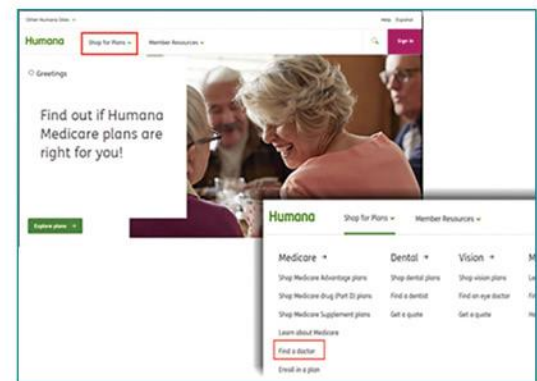 Other Humana Sites
Help Español
Humana Shop for Plans Member Resources Sign in
Greetings
Find out if Humana
Medicare plans are
right for you!
Explore plans
Humana Shop for Plans Member Resources
Medicare Dental Vision M
Shop Medicare Advantage plans Shop dental plans Shop vision plans
Shop Medicare drug (Part D) plans Find a dentist Find an eye doctor
Shop Medicare Supplement plans Get a quote Get a quote
Learn about Medicare
Find a doctor
Enroll in a plan